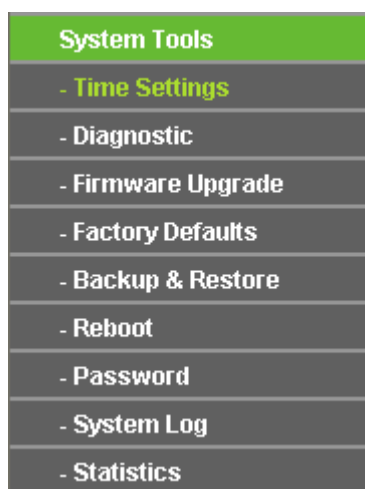 System Tools
- Time Settings
- Diagnostic
- Firmware Upgrade
- Factory Defaults
- Backup & Restore
- Reboot
- Password
- System Log
- Statistics